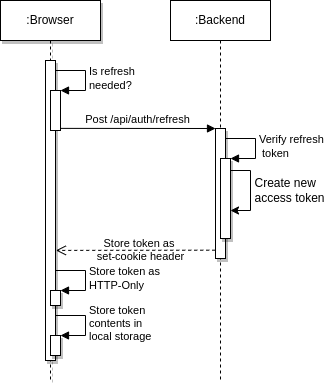 :Browser
:Backend
Is refresh
needed?
Post /api/auth/refresh
Verify refresh
token
Create new
access token
Store token as
set-cookie header
Store token as
HTTP-Only
Store token
contents in
local storage